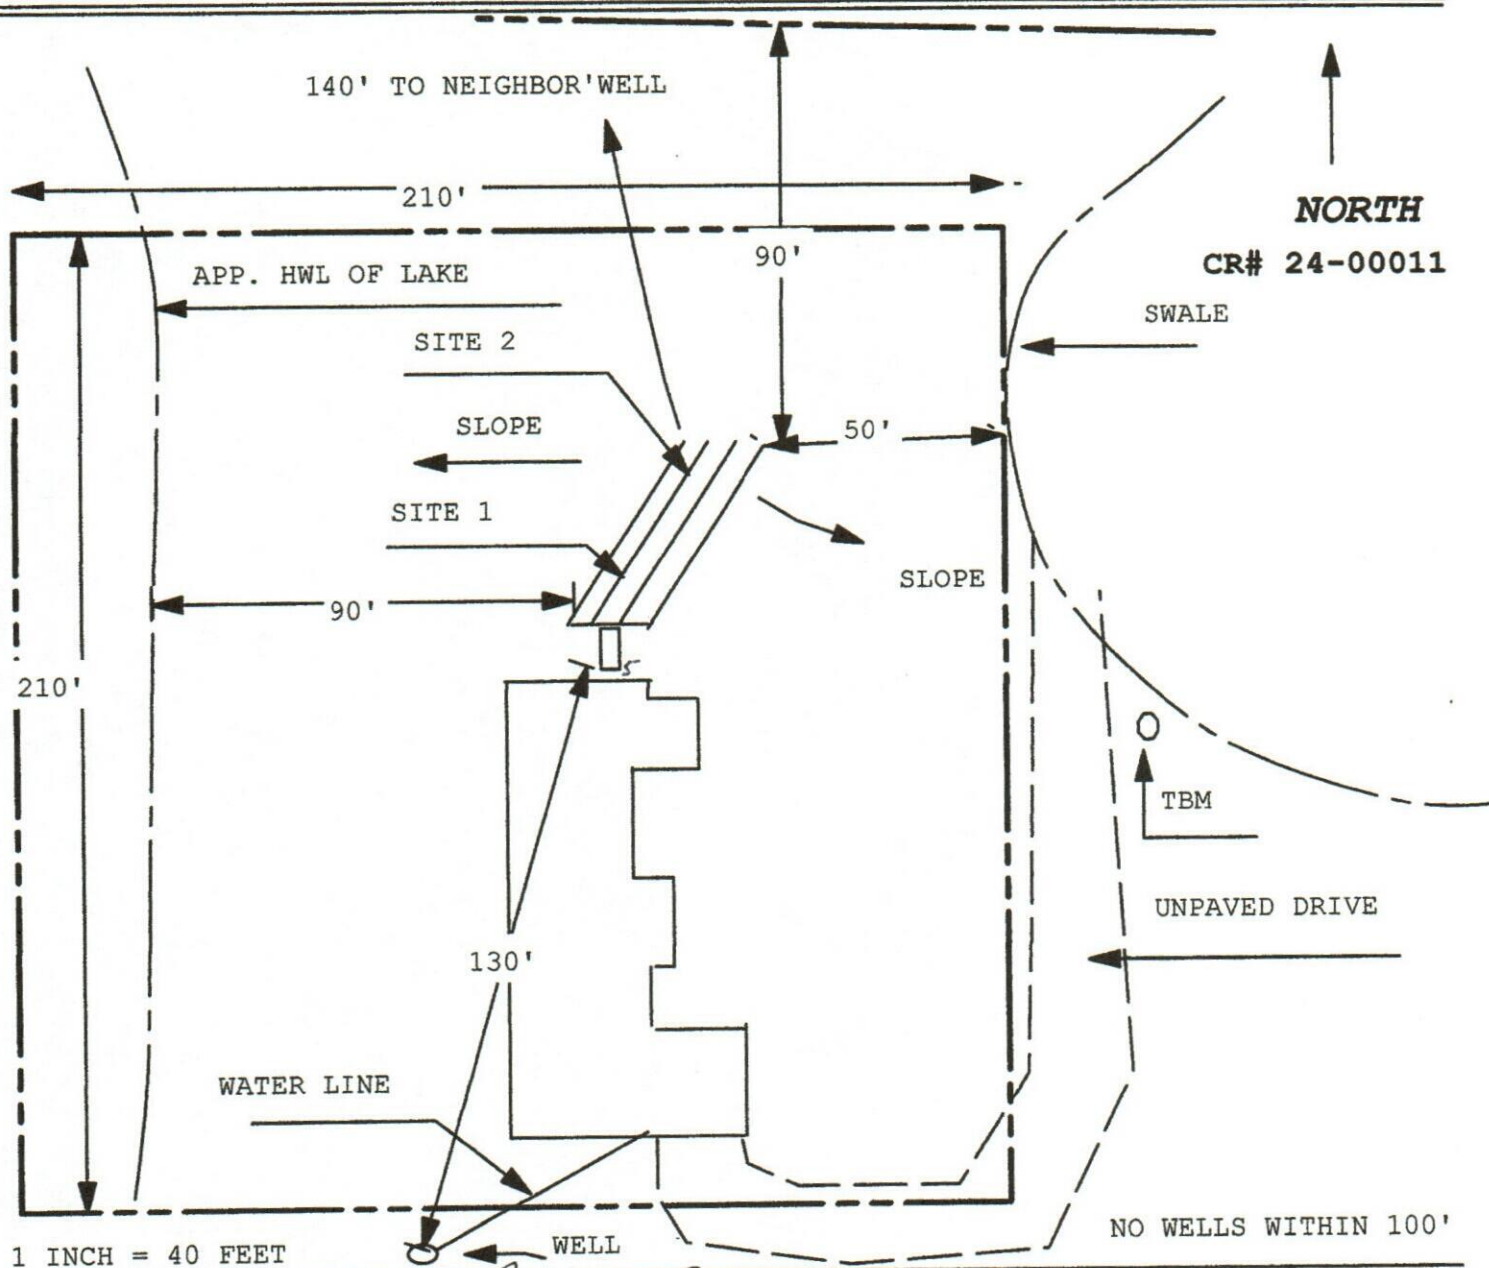 140' TO NEIGHBOR'WELL
210'
NORTH
90'
CR# 24-00011
APP. HWL OF LAKE
SWALE
SITE 2
SLOPE
50'
SITE 1
SLOPE
90'
5
210'
TBM
UNPAVED DRIVE
130'
WATER LINE
NO WELLS WITHIN 100'
WELL
1 INCH = 40 FEET